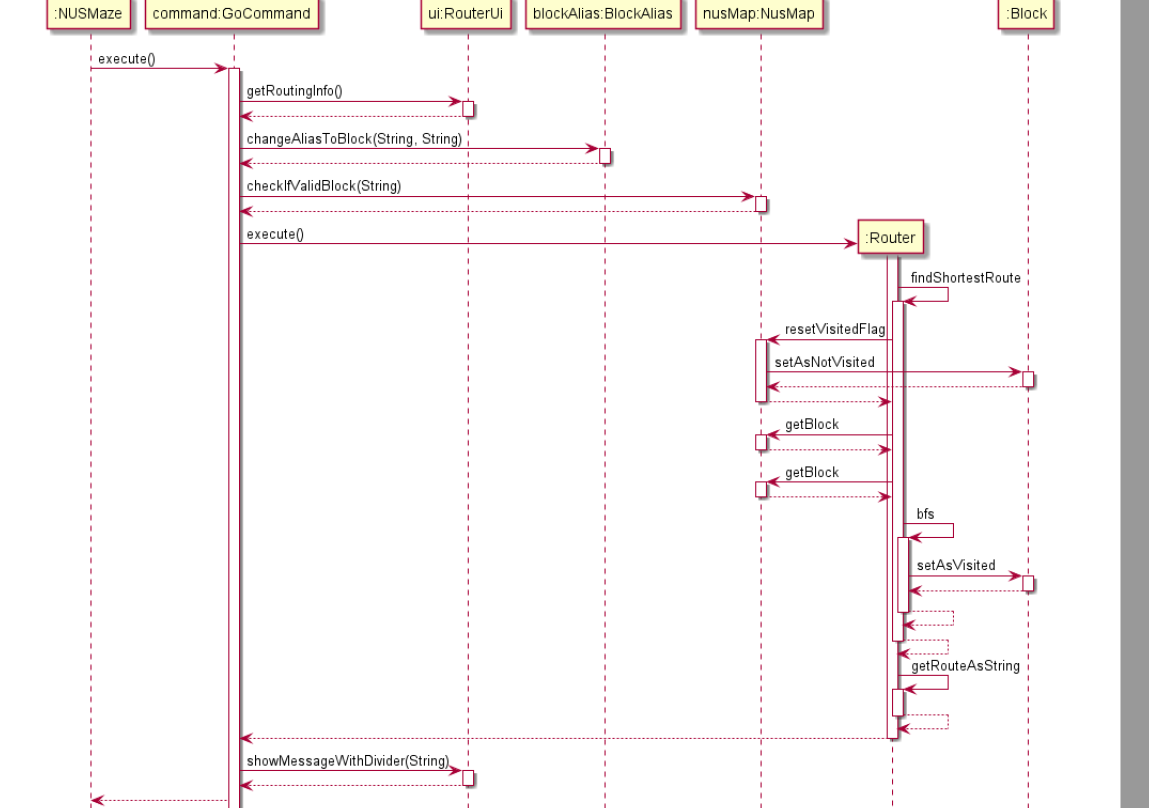 :NUSMaze
command:GoCommand
ui:RouterUi
blockAlias:BlockAlias
nusMap:NusMap
:Block
execute()
getRoutingInfo()
changeAliasToBlock(String, String)
checkIfValidBlock(String)
execute()
:Router
findShortestRoute
resetVisitedFlag
setAsNotVisited
getBlock
getBlock
bfs
setAsVisited
getRouteAsString
showMessageWithDivider(String)